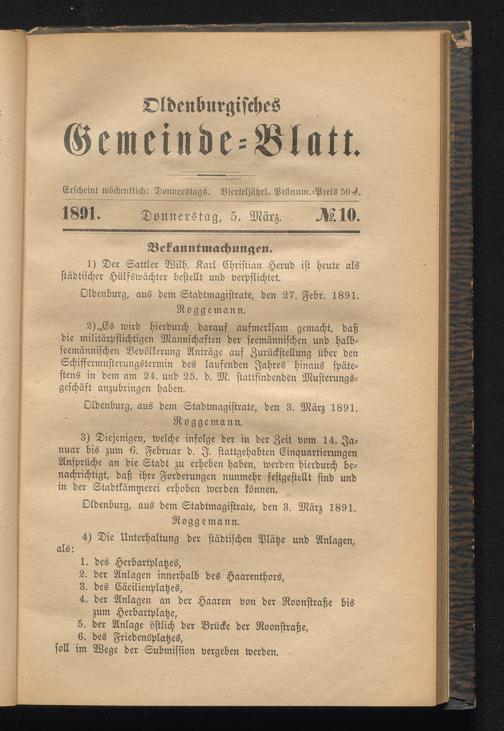 Oldenburgisches
Gemeinde-Blatt.
Erscheint wöchentlich: Donnerstags. Vierteljährl. Pränum.-Preis 50 ₰.
1891. Donnerstag, 5. März. № 10.
Bekanntmachungen.
1) Der Sattler Wilh. Karl Christian Herud ist heute als
städtischer Hülfswächter bestellt und verpflichtet.
Oldenburg, aus dem Stadtmagistrate, den 27. Febr. 1891.
Roggemann.
2) Es wird hierdurch darauf aufmerksam gemacht, daß
die militärpflichtigen Mannschaften der seemännischen und halb-
seemännischen Bevölkerung Anträge auf Zurückstellung über den
Schiffermusterungstermin des laufenden Jahres hinaus späte-
stens in dem am 24. und 25. d. M. stattfindenden Musterungs-
geschäft anzubringen haben.
Oldenburg, aus dem Stadtmagistrate, den 3. März 1891.
Roggemann.
3) Diejenigen, welche infolge der in der Zeit vom 14. Ja-
nuar bis zum 6. Februar d. J. stattgehabten Einquartierungen
Ansprüche an die Stadt zu erheben haben, werden hierdurch be-
nachrichtigt, daß ihre Forderungen nunmehr festgestellt sind und
in der Stadtkämmerei erhoben werden können.
Oldenburg, aus dem Stadtmagistrate, den 3. März 1891.
Roggemann.
4) Die Unterhaltung der städtischen Plätze und Anlagen,
als:
1. des Herbartplatzes,
2. der Anlagen innerhalb des Haarenthors,
3. des Cäcilienplatzes,
4. der Anlagen an der Haaren von der Roonstraße bis
zum Herbartplatze,
5. der Anlage östlich der Brücke der Roonstraße,
6. des Friedensplatzes,
soll im Wege der Submission vergeben werden.